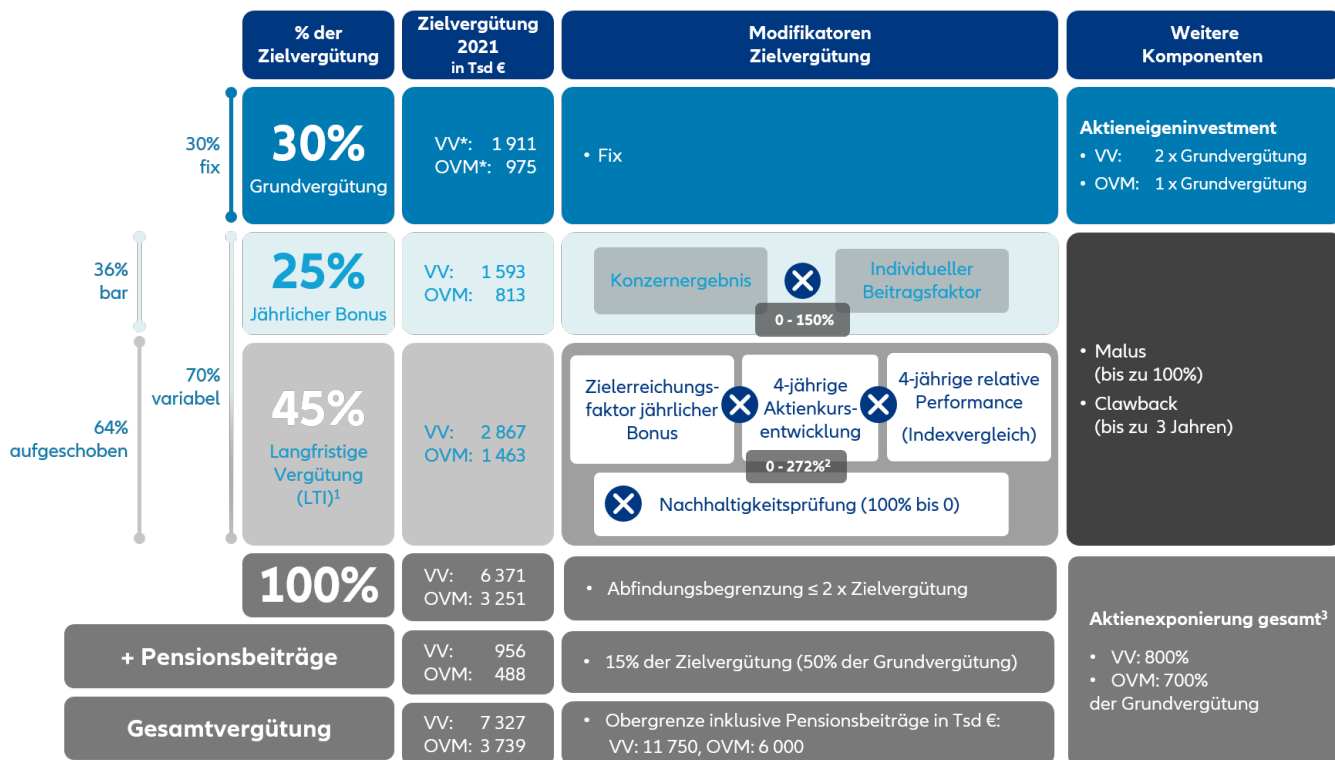 % der
Zielvergütung
Zielvergütung
2021
in Tsd €
Modifikatoren
Zielvergütung
Weitere
Komponenten
30%
fix
30%
Grundvergütung
VV*: 1 911
OVM*: 975
• Fix
Aktieneigeninvestment
• VV: 2 x Grundvergütung
• OVM: 1 x Grundvergütung
36%
bar
70%
variabel
64%
aufgeschoben
25%
Jährlicher Bonus
VV: 1 593
OVM: 813
Konzernergebnis
Individueller
Beitragsfaktor
0 - 150%
45%
Langfristige
Vergütung
(LTI)¹
VV: 2 867
OVM: 1 463
Zielerreichungs-
faktor jährlicher
Bonus
4-jährige
Aktienkurs-
entwicklung
4-jährige relative
Performance
(Indexvergleich)
0 - 272%²
Nachhaltigkeitsprüfung (100% bis 0)
• Malus
(bis zu 100%)
• Clawback
(bis zu 3 Jahren)
100%
VV: 6 371
OVM: 3 251
• Abfindungsbegrenzung ≤ 2 x Zielvergütung
+ Pensionsbeiträge
VV: 956
OVM: 488
• 15% der Zielvergütung (50% der Grundvergütung)
Gesamtvergütung
VV: 7 327
OVM: 3 739
• Obergrenze inklusive Pensionsbeiträge in Tsd €:
VV: 11 750, OVM: 6 000
Aktienexponierung gesamt³
• VV: 800%
• OVM: 700%
der Grundvergütung